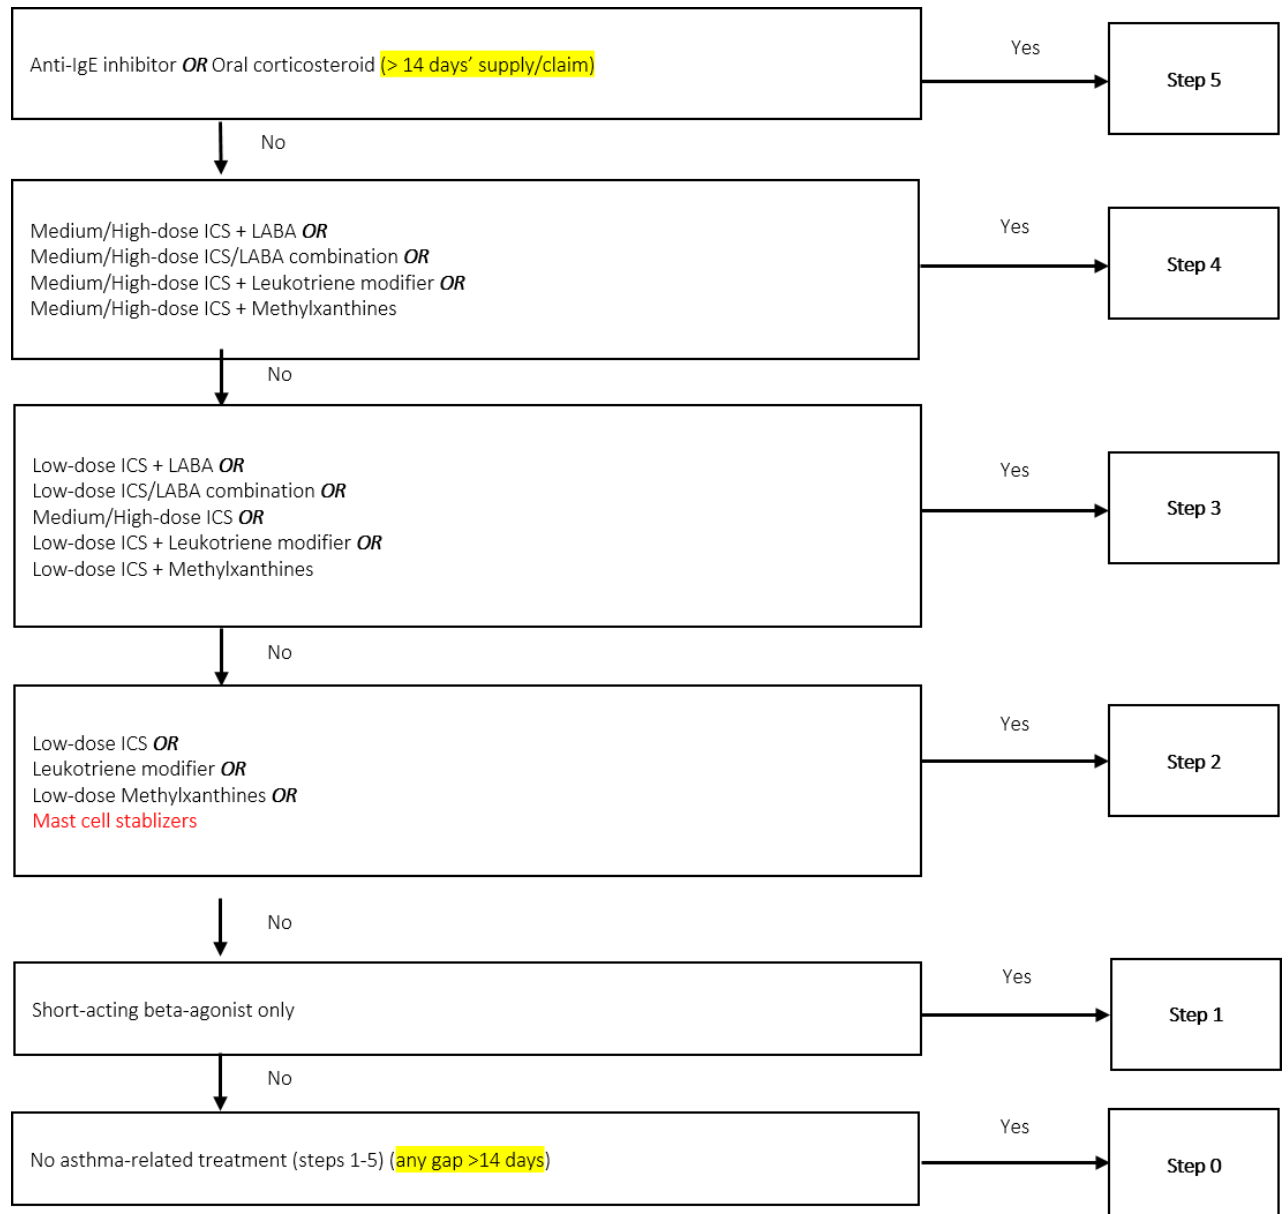 Anti-IgE inhibitor OR Oral corticosteroid (> 14 days’ supply/claim)
Yes
Step 5
No
Medium/High-dose ICS + LABA OR
Medium/High-dose ICS/LABA combination OR
Medium/High-dose ICS + Leukotriene modifier OR
Medium/High-dose ICS + Methylxanthines
Yes
Step 4
No
Low-dose ICS + LABA OR
Low-dose ICS/LABA combination OR
Medium/High-dose ICS OR
Low-dose ICS + Leukotriene modifier OR
Low-dose ICS + Methylxanthines
Yes
Step 3
No
Low-dose ICS OR
Leukotriene modifier OR
Low-dose Methylxanthines OR
Mast cell stablizers
Yes
Step 2
No
Short-acting beta-agonist only
Yes
Step 1
No
No asthma-related treatment (steps 1-5) (any gap >14 days)
Yes
Step 0